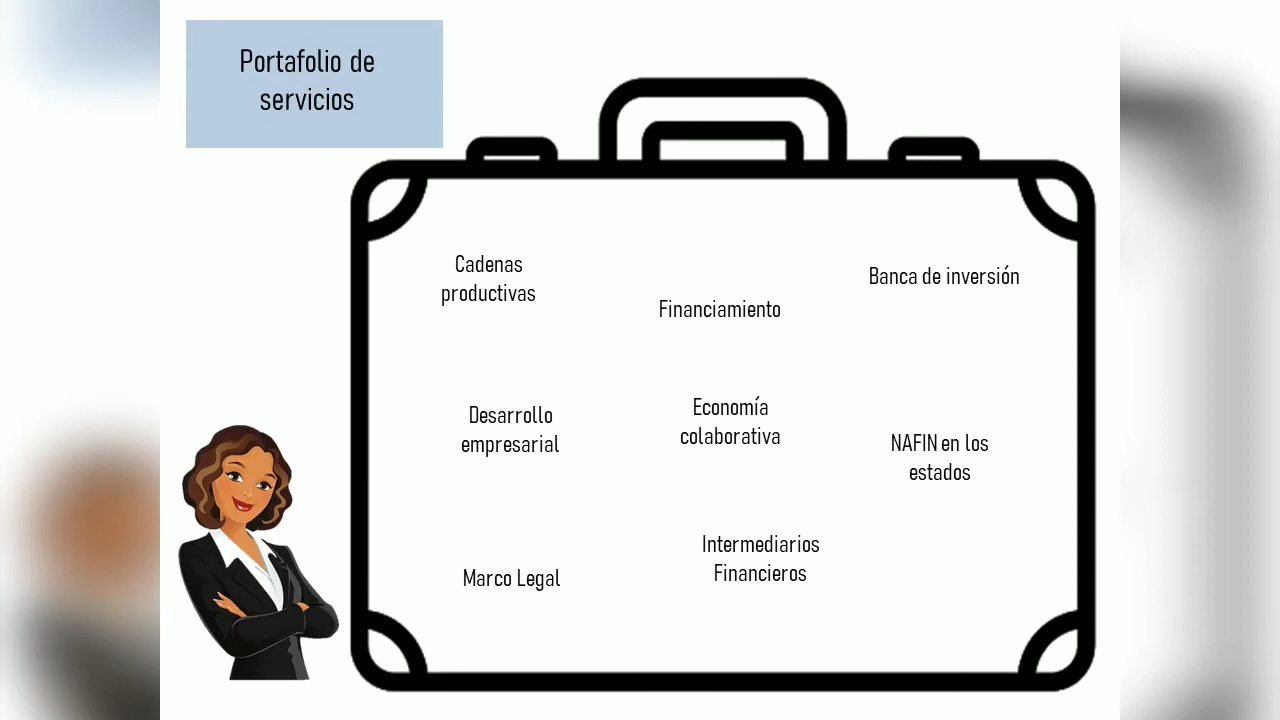 Portafolio de
servicios
Cadenas
productivas
Financiamiento
Banca de inversión
Desarrollo
empresarial
Economía
colaborativa
NAFIN en los
estados
Marco Legal
Intermediarios
Financieros